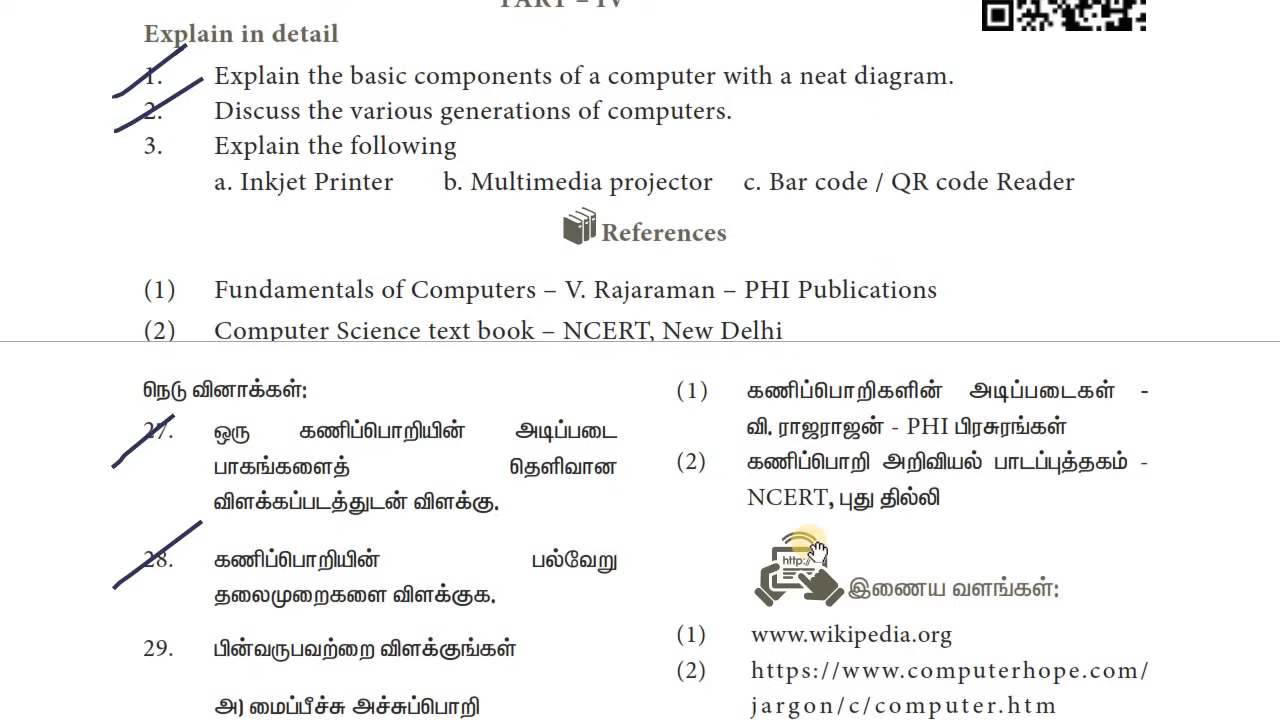 PART – IV
Explain in detail
1. Explain the basic components of a computer with a neat diagram.
2. Discuss the various generations of computers.
3. Explain the following
a. Inkjet Printer b. Multimedia projector c. Bar code / QR code Reader
References
(1) Fundamentals of Computers – V. Rajaraman – PHI Publications
(2) Computer Science text book – NCERT, New Delhi
நெடு வினாக்கள்:
27. ஒரு கணிப்பொறியின் அடிப்படை
பாகங்களைத் தெளிவான
விளக்கப்படத்துடன் விளக்கு.
28. கணிப்பொறியின் பல்வேறு
தலைமுறைகளை விளக்குக.
29. பின்வருபவற்றை விளக்குங்கள்
அ) மைப்பீச்சு அச்சுப்பொறி
(1) கணிப்பொறிகளின் அடிப்படைகள் -
வி. ராஜராஜன் - PHI பிரசுரங்கள்
(2) கணிப்பொறி அறிவியல் பாடப்புத்தகம் -
NCERT, புது தில்லி
http://
இணைய வளங்கள்:
(1) www.wikipedia.org
(2) https://www.computerhope.com/
jargon/c/computer.htm